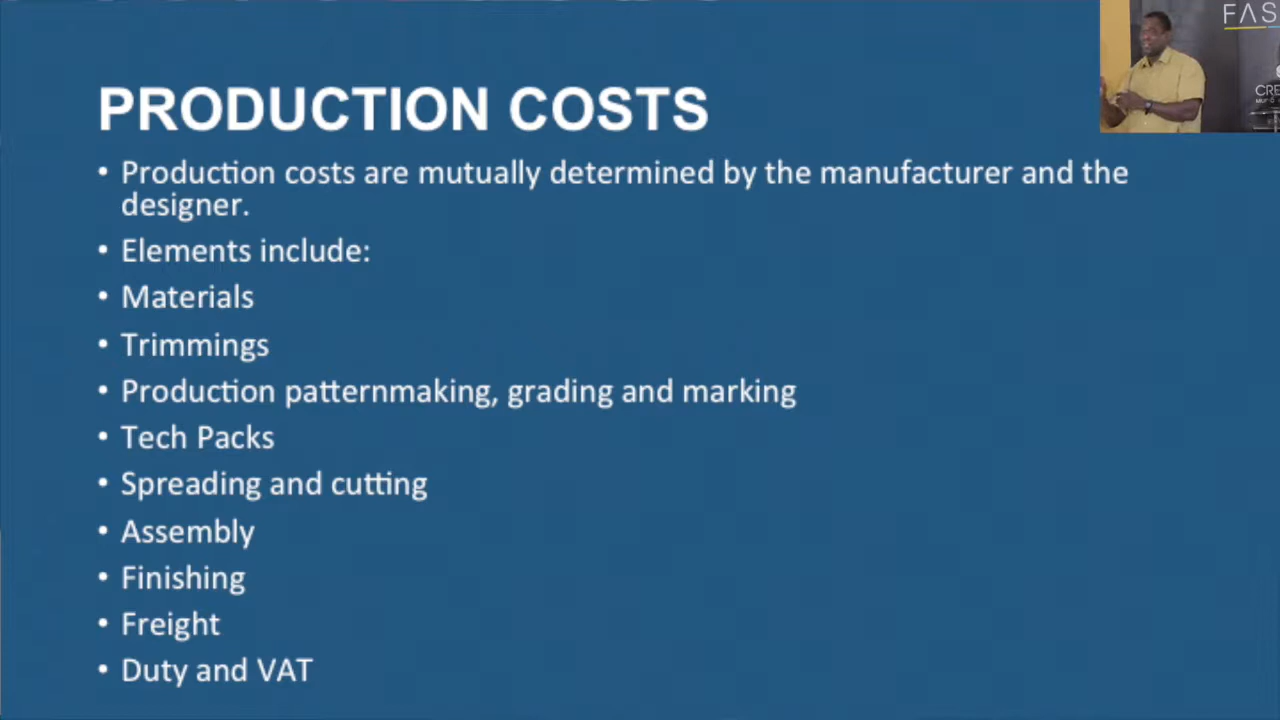 PRODUCTION COSTS
• Production costs are mutually determined by the manufacturer and the
designer.
• Elements include:
• Materials
• Trimmings
• Production patternmaking, grading and marking
• Tech Packs
• Spreading and cutting
• Assembly
• Finishing
• Freight
• Duty and VAT
FAS
CRE